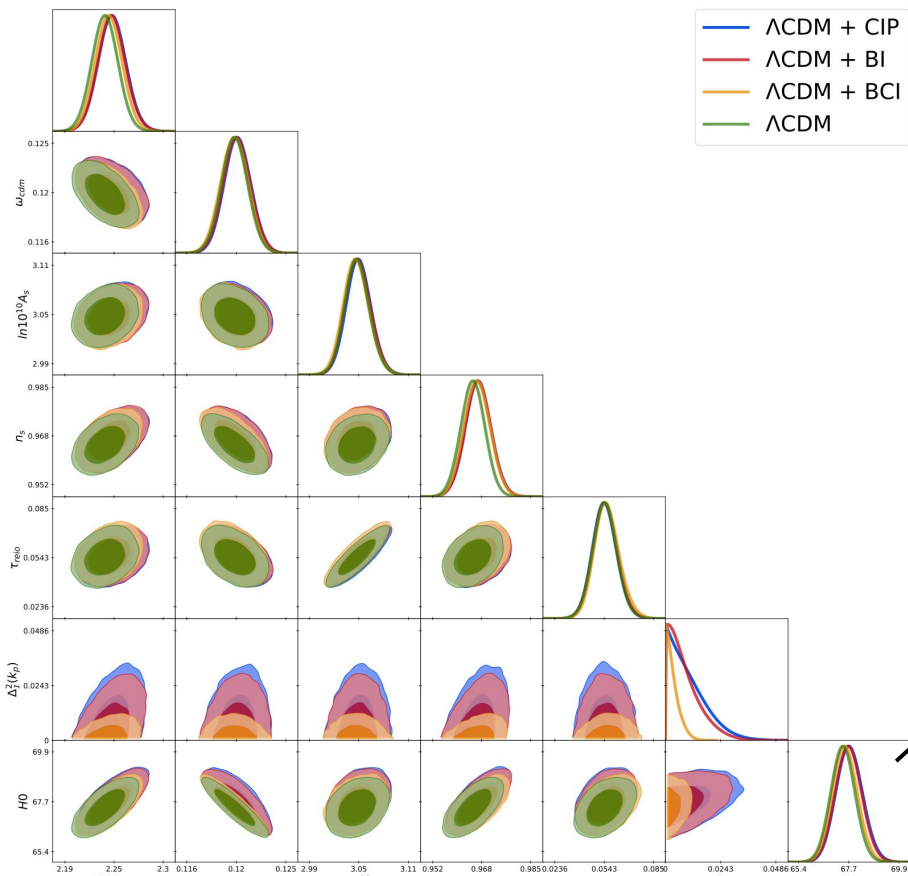 ΛCDM + CIP
ΛCDM + BI
ΛCDM + BCI
ΛCDM
0.125
0.12
0.116
ω_cdm
3.11
3.05
2.99
ln10^10 A_s
0.985
0.968
0.952
n_s
0.085
0.0543
0.0236
τ_reio
0.0486
0.0243
0
Δ_I^2(k_p)
69.9
67.7
65.4
H0
2.19 2.25 2.3 0.116 0.12 0.125 2.99 3.05 3.11 0.952 0.968 0.985 0.0236 0.0543 0.085 0 0.0243 0.0486 65.4 67.7 69.9